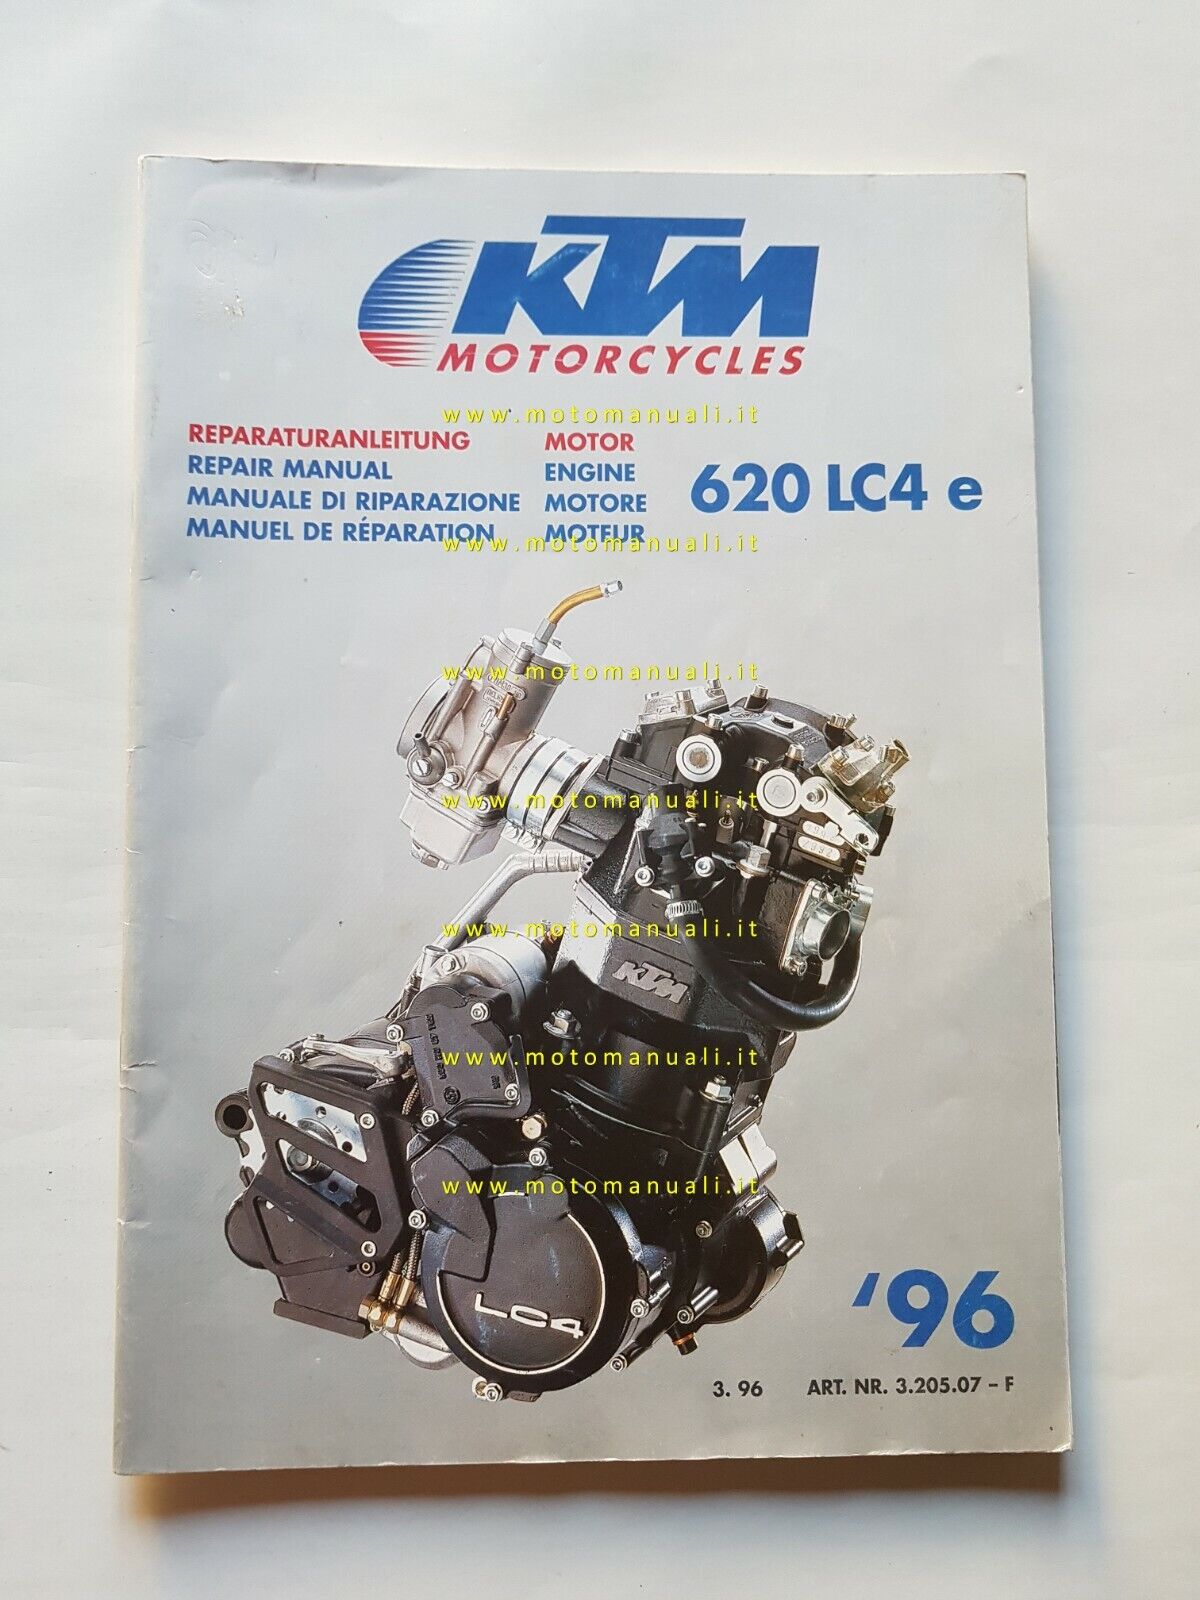 KTM
MOTORCYCLES
www.motomanuali.it
REPARATURANLEITUNG MOTOR
REPAIR MANUAL ENGINE
MANUALE DI RIPARAZIONE MOTORE
MANUEL DE RÉPARATION MOTEUR
620 LC4 e
www.motomanuali.it
www.motomanuali.it
www.motomanuali.it
www.motomanuali.it
KTM
www.motomanuali.it
www.motomanuali.it
LC4
'96
3. 96 ART. NR. 3.205.07 – F